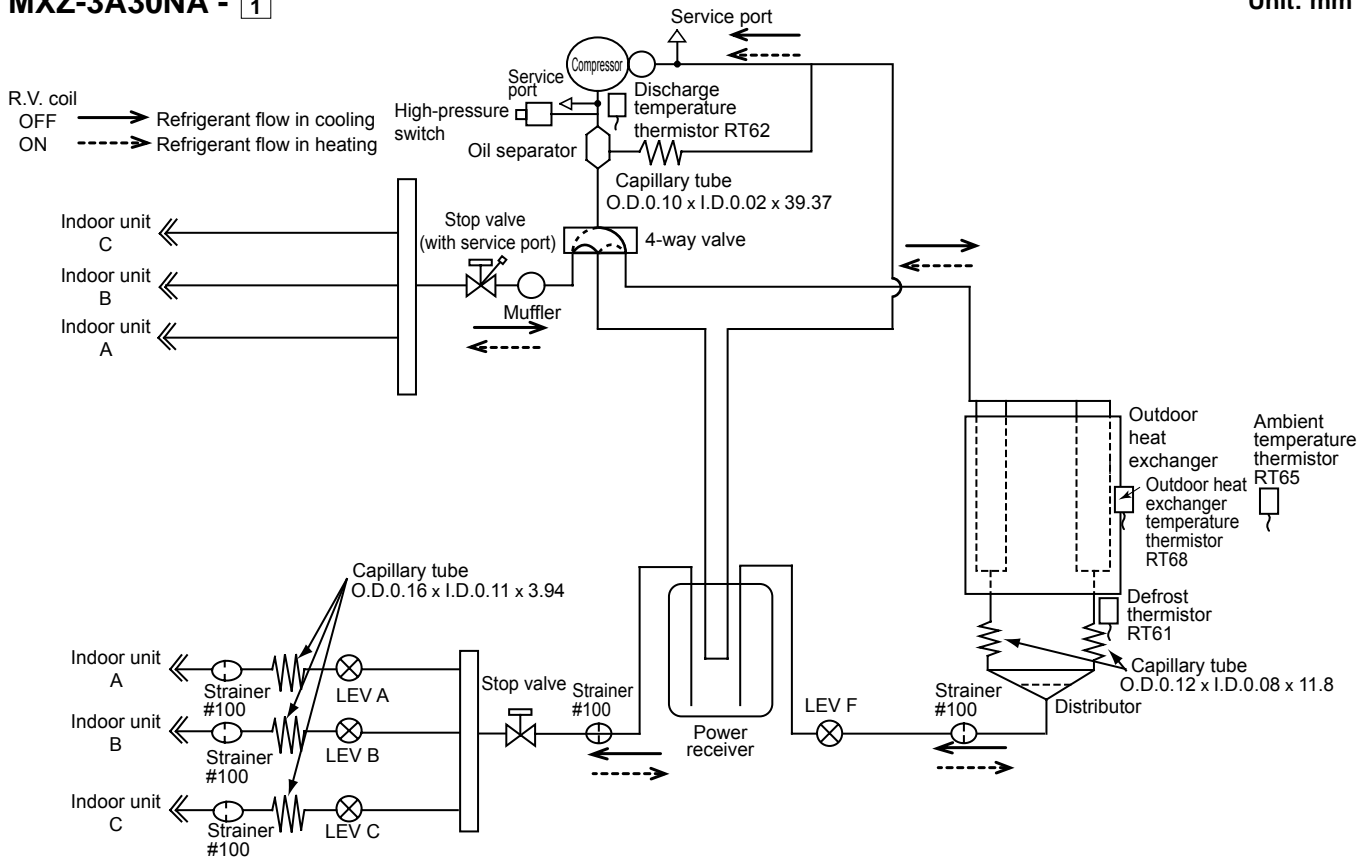 MXZ-3A30NA - 1
Unit: mm
Service port
Compressor
Service
port
R.V. coil
OFF
Refrigerant flow in cooling
ON
Refrigerant flow in heating
High-pressure
switch
Discharge
temperature
thermistor RT62
Oil separator
Capillary tube
O.D.0.10 x I.D.0.02 x 39.37
Indoor unit
C
Stop valve
(with service port)
4-way valve
Indoor unit
B
Muffler
Indoor unit
A
Outdoor
heat
exchanger
Ambient
temperature
thermistor
RT65
Outdoor heat
exchanger
temperature
thermistor
RT68
Defrost
thermistor
RT61
Capillary tube
O.D.0.16 x I.D.0.11 x 3.94
Capillary tube
O.D.0.12 x I.D.0.08 x 11.8
Indoor unit
A
Strainer
#100
LEV A
Stop valve
Strainer
#100
Power
receiver
LEV F
Strainer
#100
Distributor
Indoor unit
B
Strainer
#100
LEV B
Indoor unit
C
Strainer
#100
LEV C